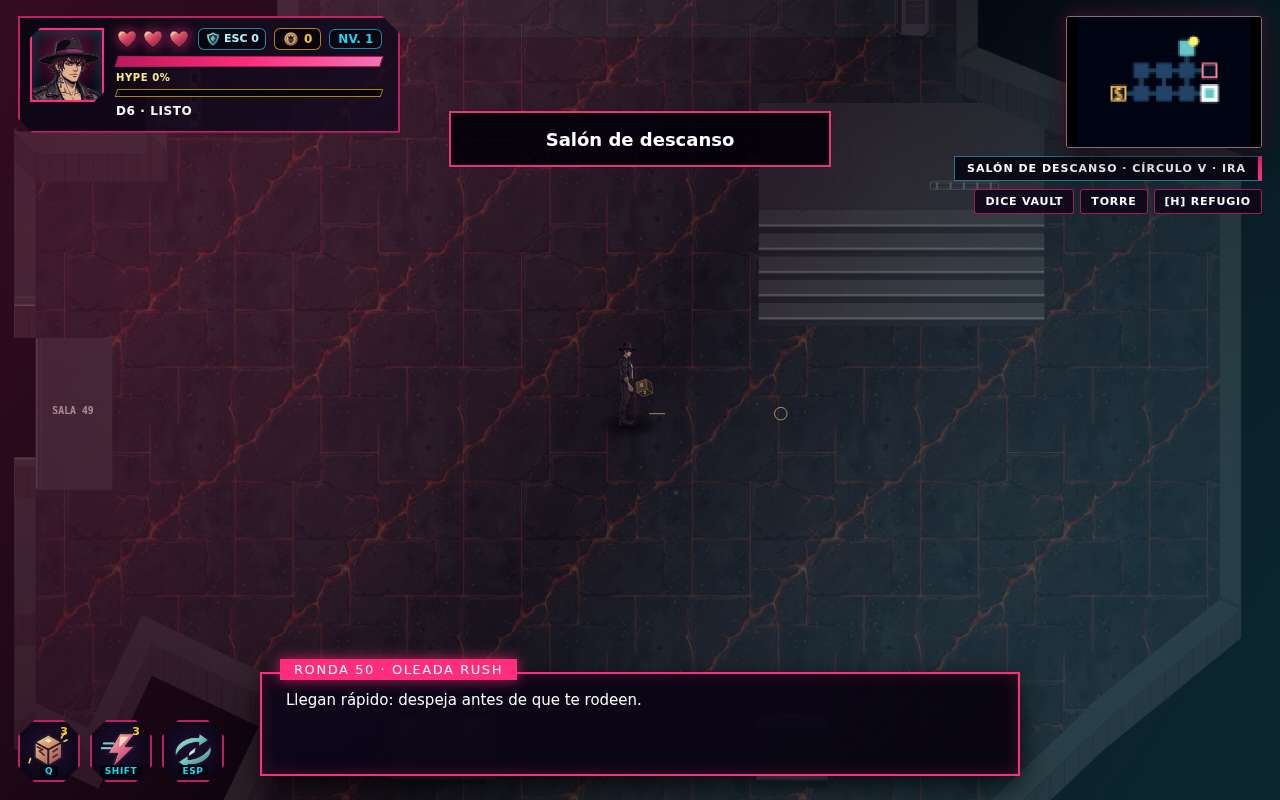 ESC 0
0
NV. 1
HYPE 0%
D6 · LISTO
Salón de descanso
$
SALÓN DE DESCANSO · CÍRCULO V · IRA
DICE VAULT
TORRE
[H] REFUGIO
SALA 49
RONDA 50 · OLEADA RUSH
Llegan rápido: despeja antes de que te rodeen.
3
Q
3
SHIFT
ESP